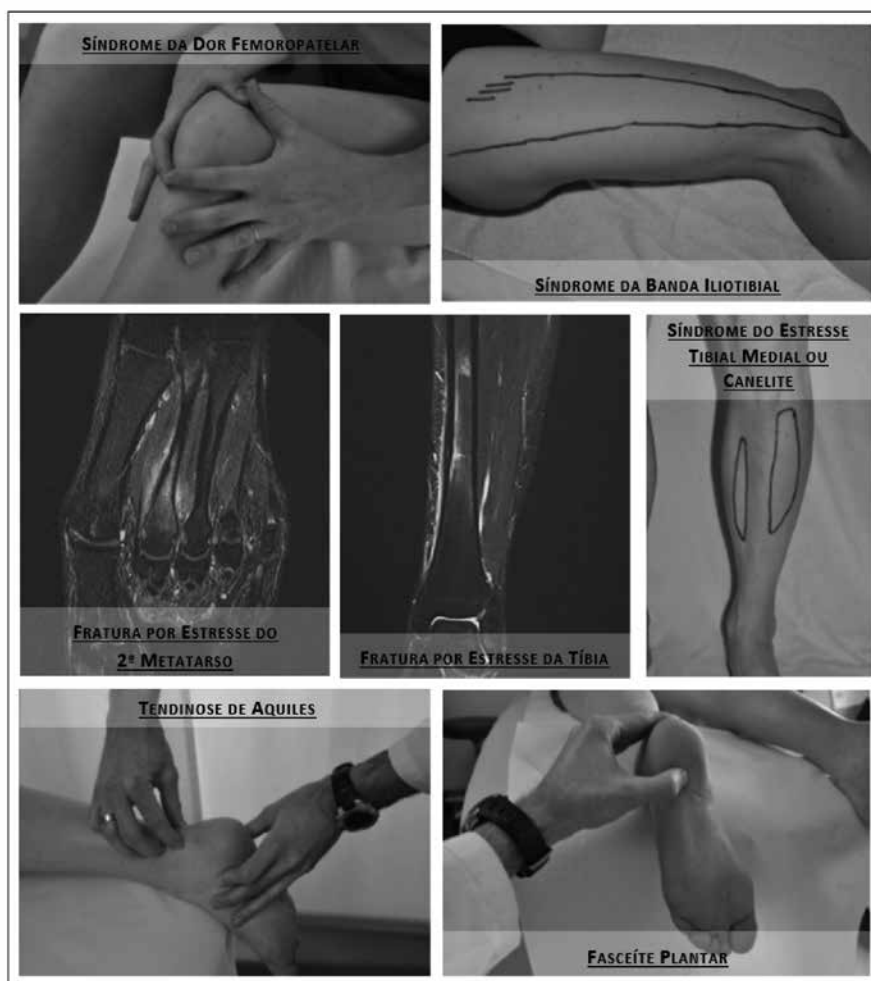 SÍNDROME DA DOR FEMOROPATELAR
SÍNDROME DA BANDA ILIOTIBIAL
SÍNDROME DO ESTRESSE
TIBIAL MEDIAL OU
CANELITE
FRATURA POR ESTRESSE DO
2º METATARSO
FRATURA POR ESTRESSE DA TÍBIA
TENDINOSE DE AQUILES
FASCEÍTE PLANTAR